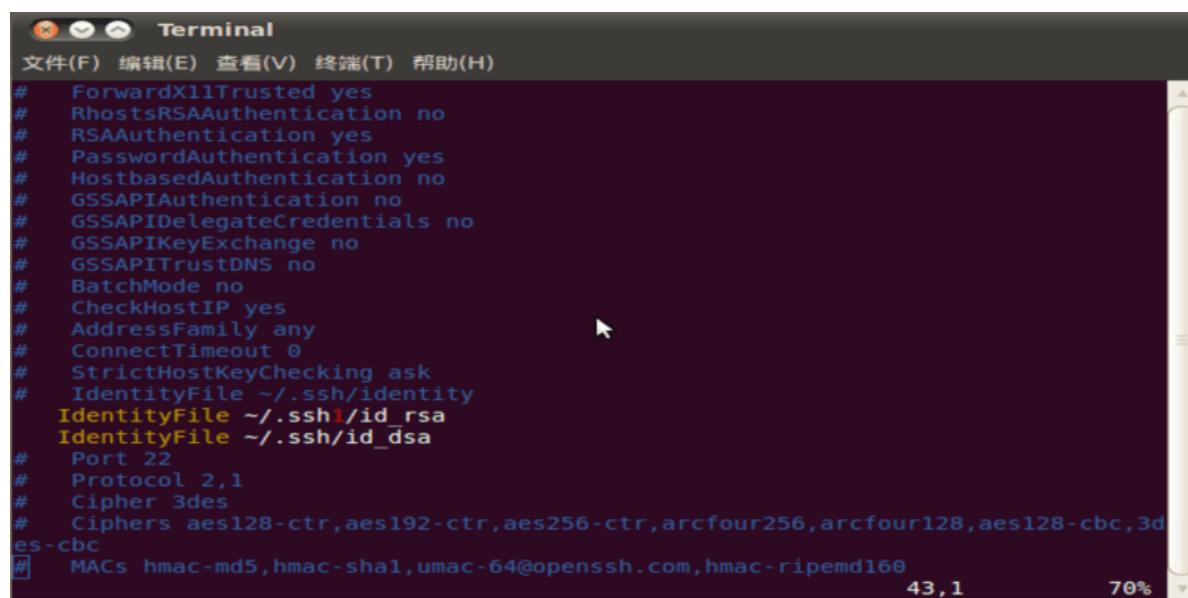 Terminal
文件(F) 编辑(E) 查看(V) 终端(T) 帮助(H)
#   ForwardX11Trusted yes
#   RhostsRSAAuthentication no
#   RSAAuthentication yes
#   PasswordAuthentication yes
#   HostbasedAuthentication no
#   GSSAPIAuthentication no
#   GSSAPIDelegateCredentials no
#   GSSAPIKeyExchange no
#   GSSAPITrustDNS no
#   BatchMode no
#   CheckHostIP yes
#   AddressFamily any
#   ConnectTimeout 0
#   StrictHostKeyChecking ask
#   IdentityFile ~/.ssh/identity
   IdentityFile ~/.ssh1/id_rsa
   IdentityFile ~/.ssh/id_dsa
#   Port 22
#   Protocol 2,1
#   Cipher 3des
#   Ciphers aes128-ctr,aes192-ctr,aes256-ctr,arcfour256,arcfour128,aes128-cbc,3d
es-cbc
#   MACs hmac-md5,hmac-sha1,umac-64@openssh.com,hmac-ripemd160
43,1 70%